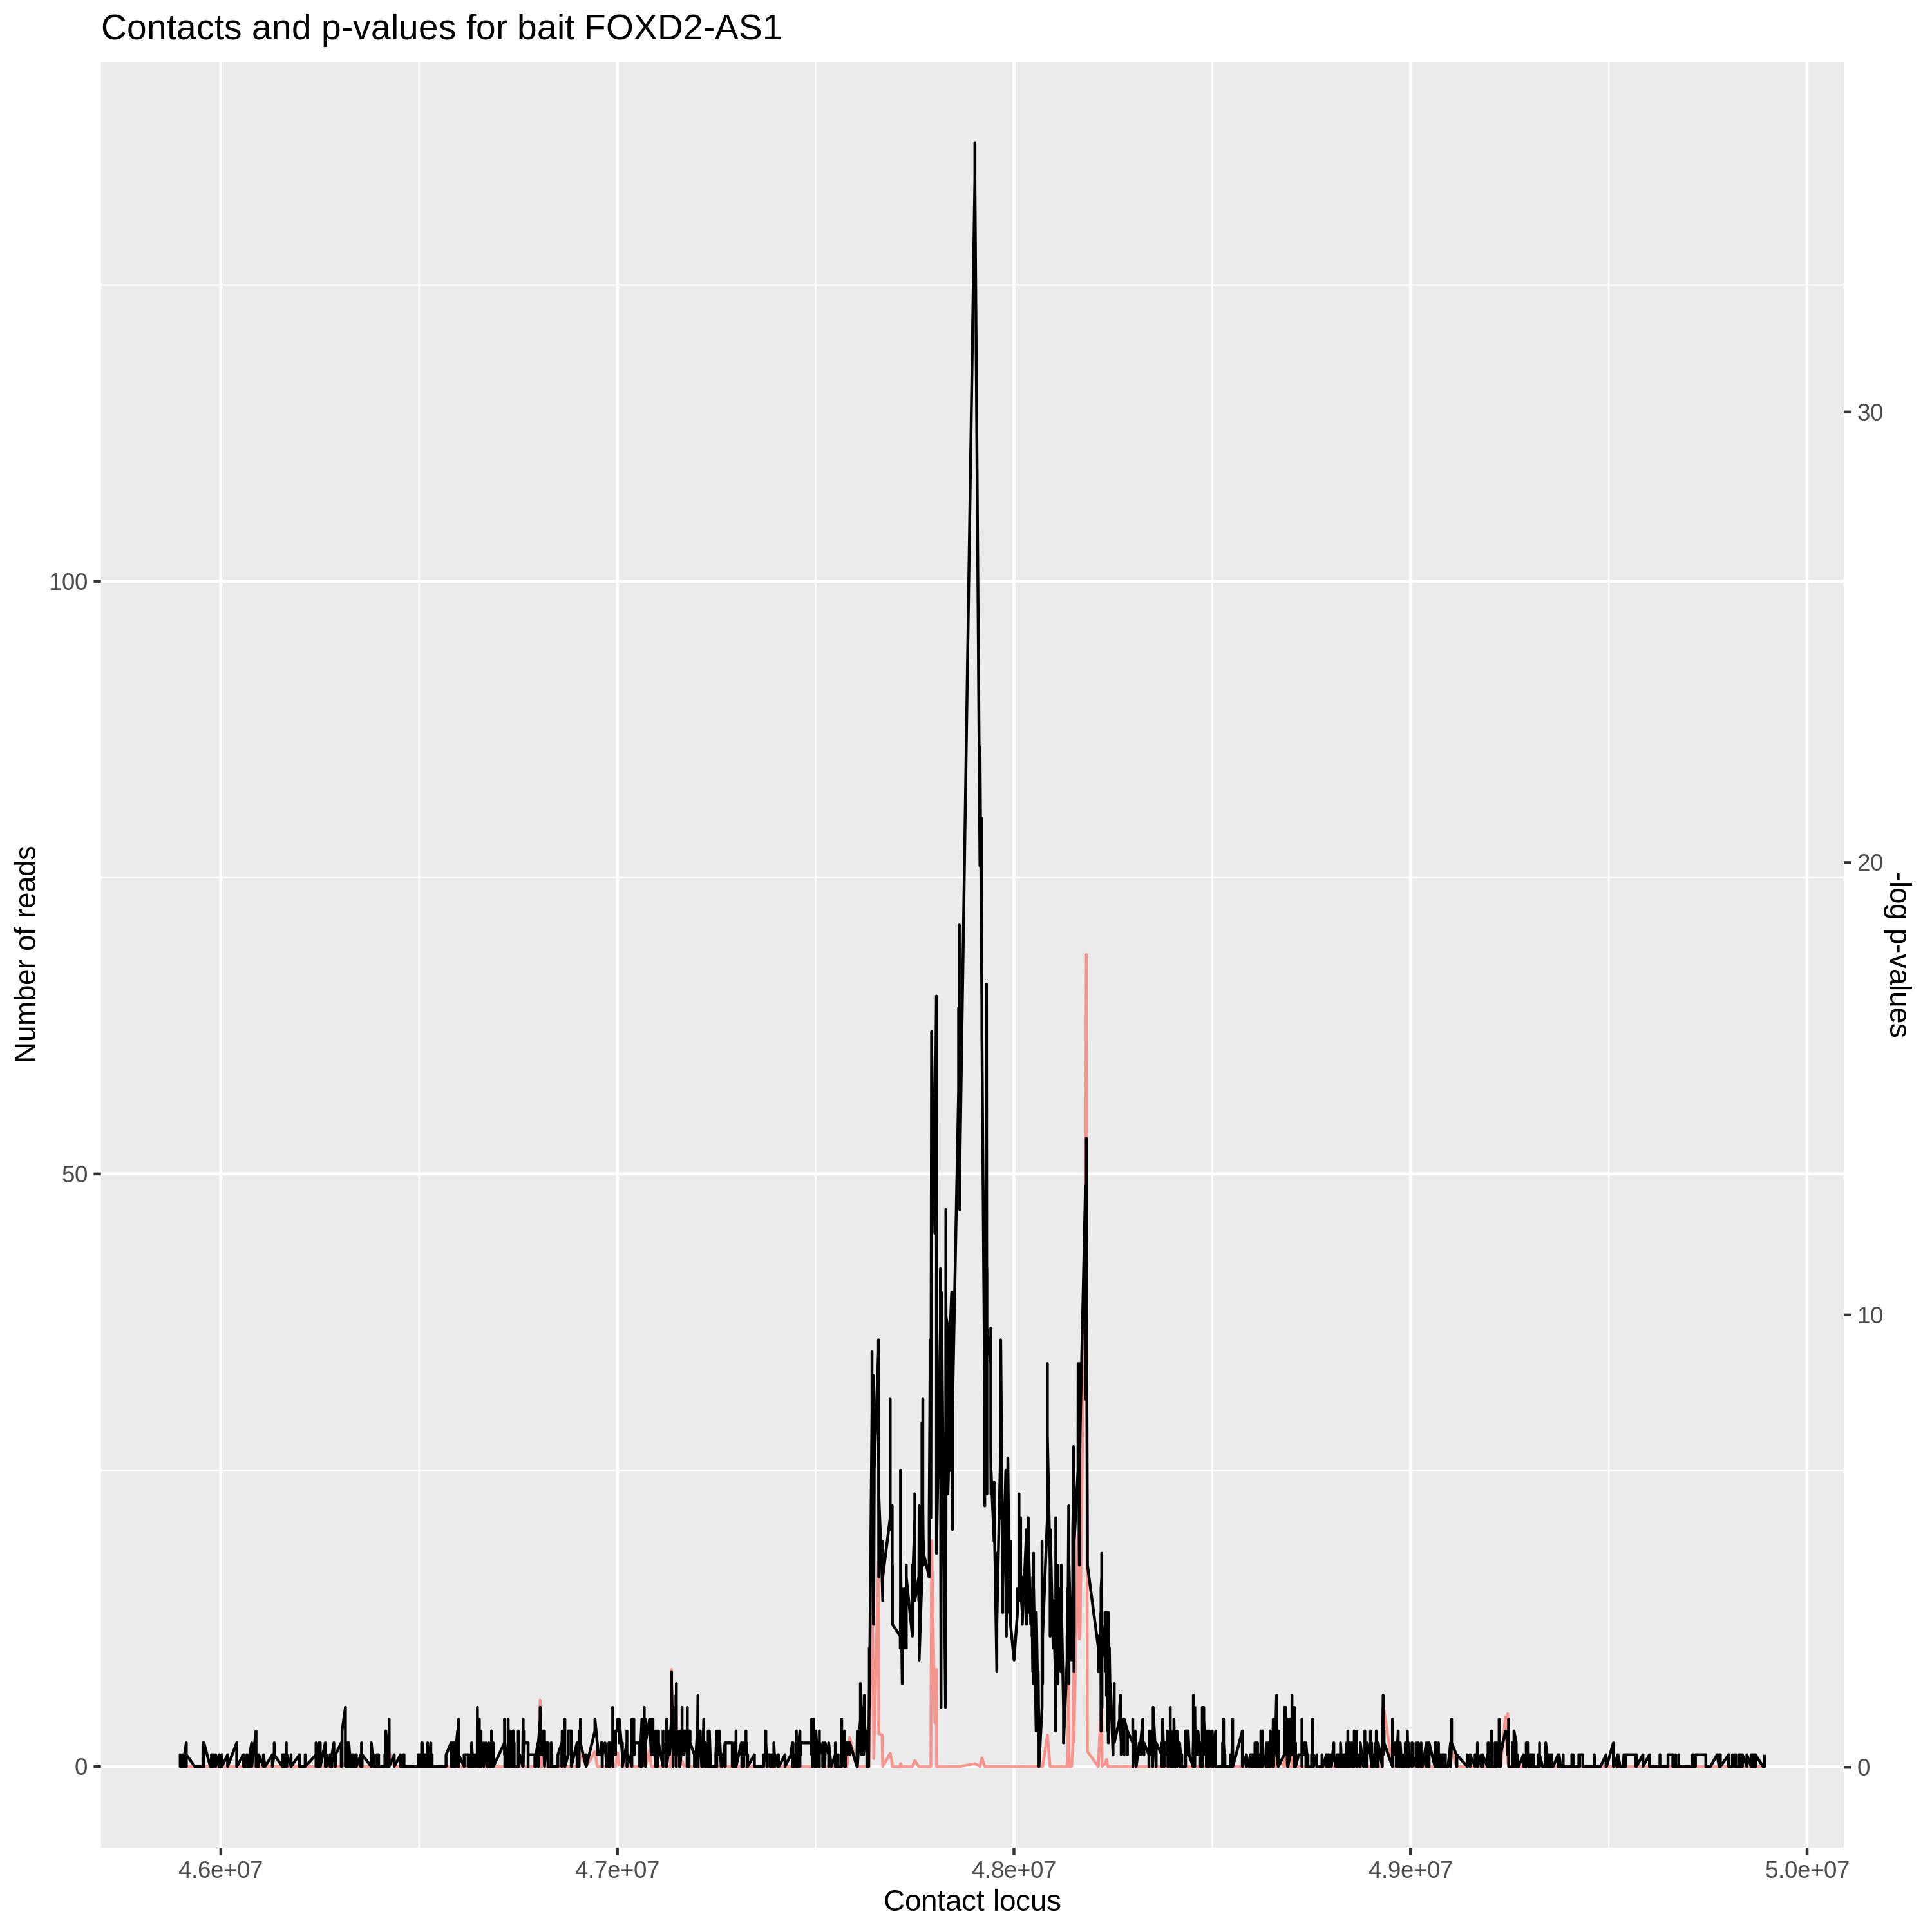 Contacts and p-values for bait FOXD2-AS1
Number of reads
100
50
0
30
20
10
0
-log p-values
4.6e+07
4.7e+07
4.8e+07
4.9e+07
5.0e+07
Contact locus